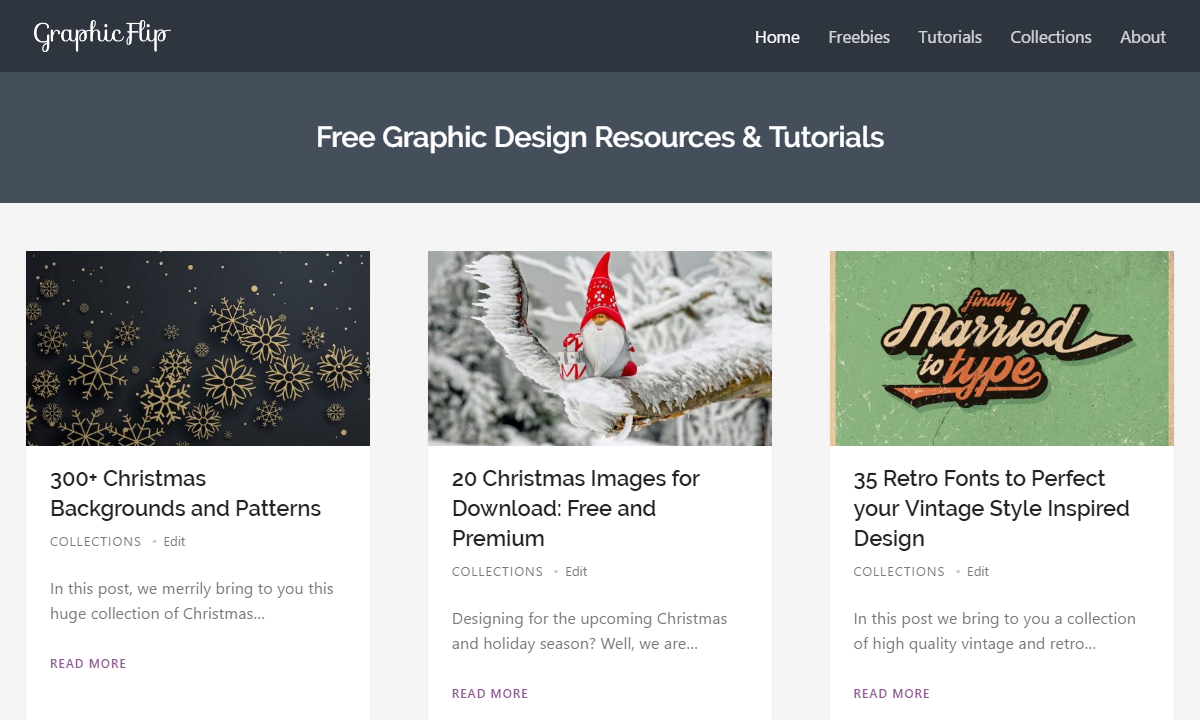 Graphic Flip
Home Freebies Tutorials Collections About
Free Graphic Design Resources & Tutorials
300+ Christmas
Backgrounds and Patterns
COLLECTIONS • Edit
In this post, we merrily bring to you this
huge collection of Christmas...
READ MORE
20 Christmas Images for
Download: Free and
Premium
COLLECTIONS • Edit
Designing for the upcoming Christmas
and holiday season? Well, we are...
READ MORE
finally
Married
to type
35 Retro Fonts to Perfect
your Vintage Style Inspired
Design
COLLECTIONS • Edit
In this post we bring to you a collection
of high quality vintage and retro...
READ MORE